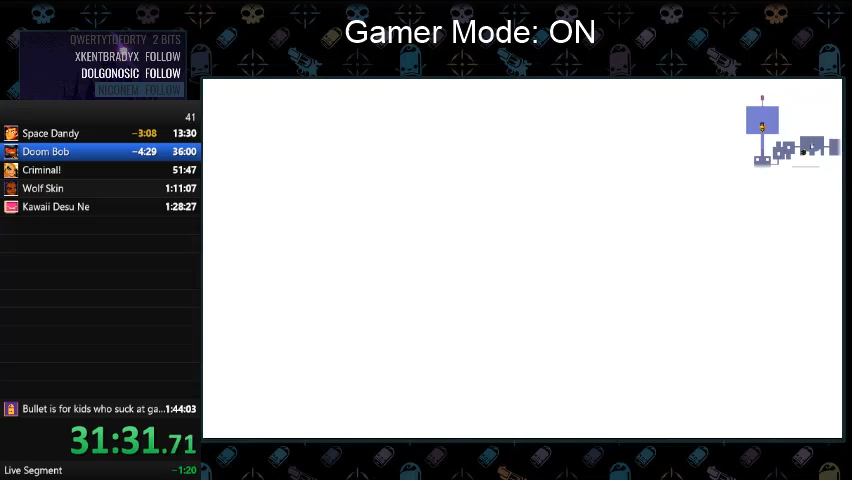 Gamer Mode: ON
QWERTYTOFORTY 2 BITS
XKENTBRADYX FOLLOW
DOLGONOSIC FOLLOW
NICONEM FOLLOW
41
Space Dandy −3:08 13:30
Doom Bob −4:29 36:00
Criminal! 51:47
Wolf Skin 1:11:07
Kawaii Desu Ne 1:28:27
Bullet is for kids who suck at ga... 1:44:03
31:31.71
Live Segment −1:20